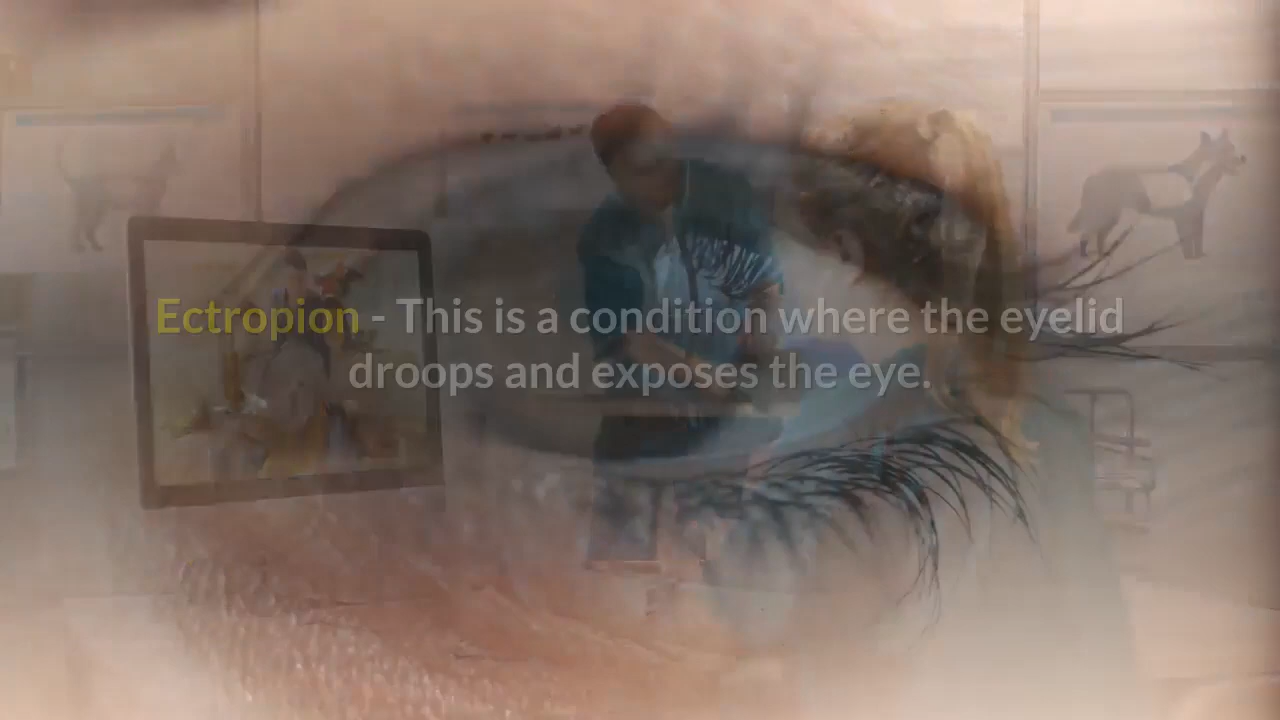 Ectropion - This is a condition where the eyelid
droops and exposes the eye.